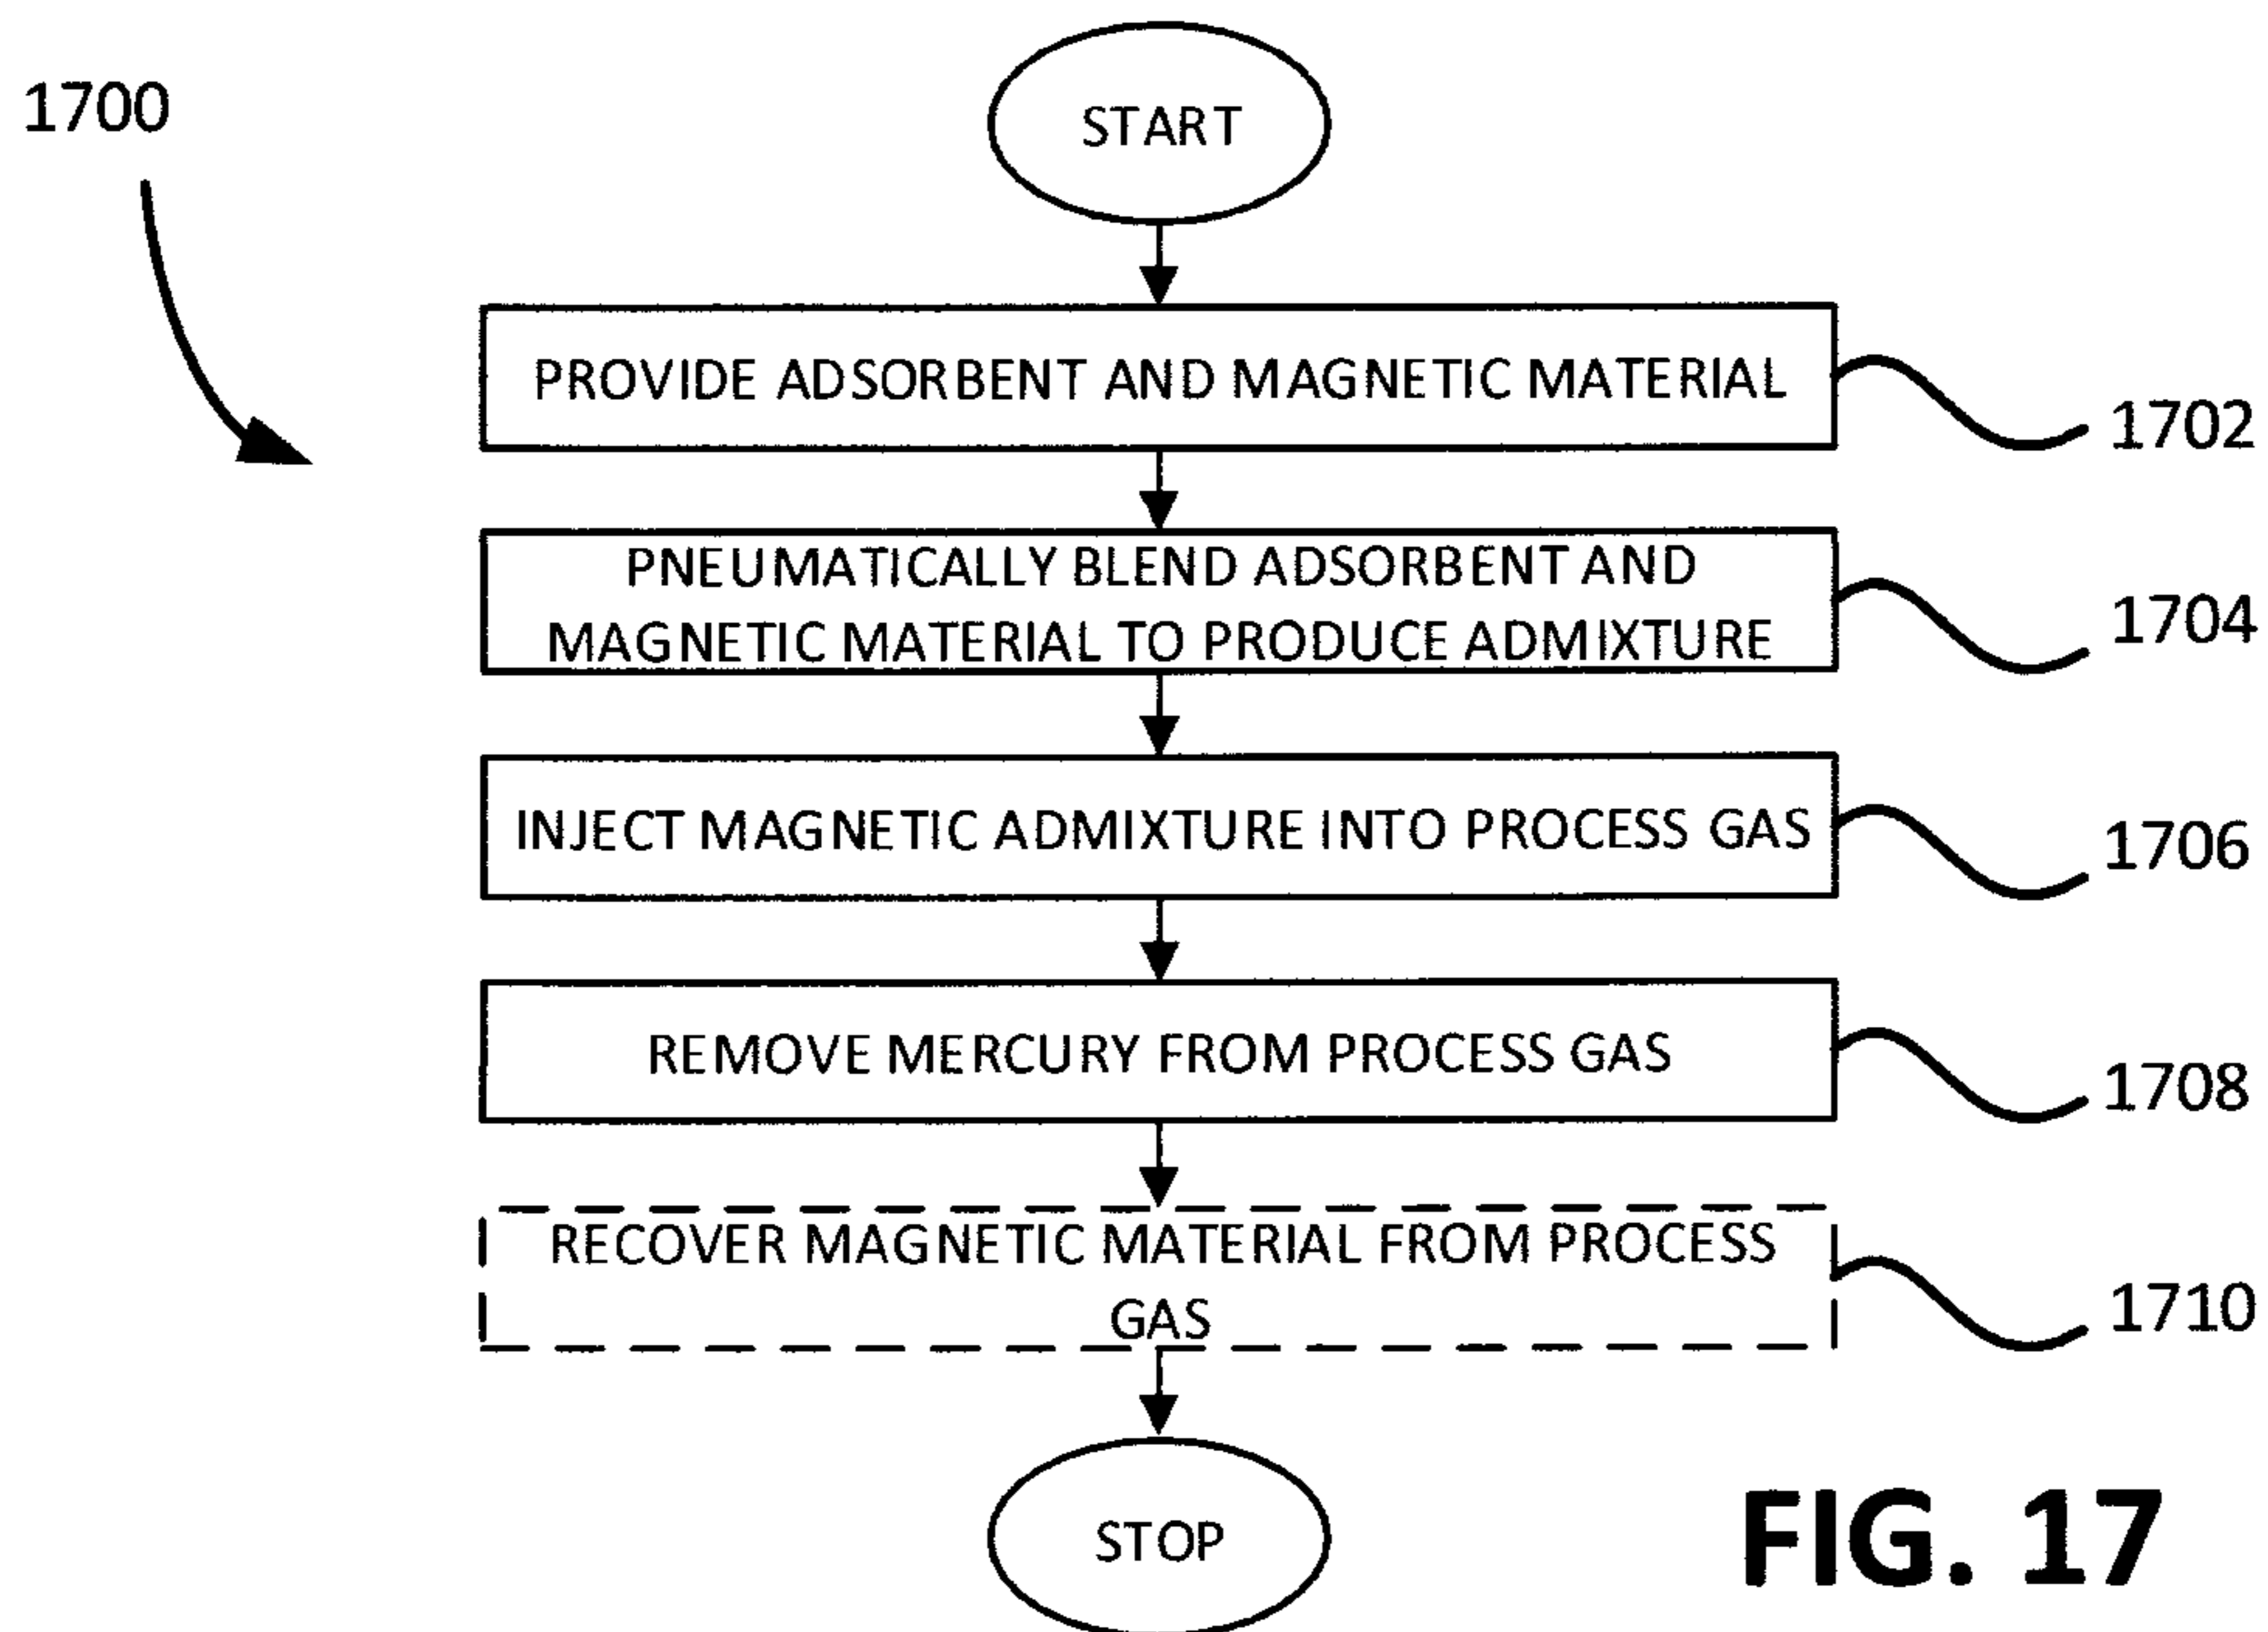 1700
START
PROVIDE ADSORBENT AND MAGNETIC MATERIAL
1702
PNEUMATICALLY BLEND ADSORBENT AND
MAGNETIC MATERIAL TO PRODUCE ADMIXTURE
1704
INJECT MAGNETIC ADMIXTURE INTO PROCESS GAS
1706
REMOVE MERCURY FROM PROCESS GAS
1708
RECOVER MAGNETIC MATERIAL FROM PROCESS
GAS
1710
STOP
FIG. 17